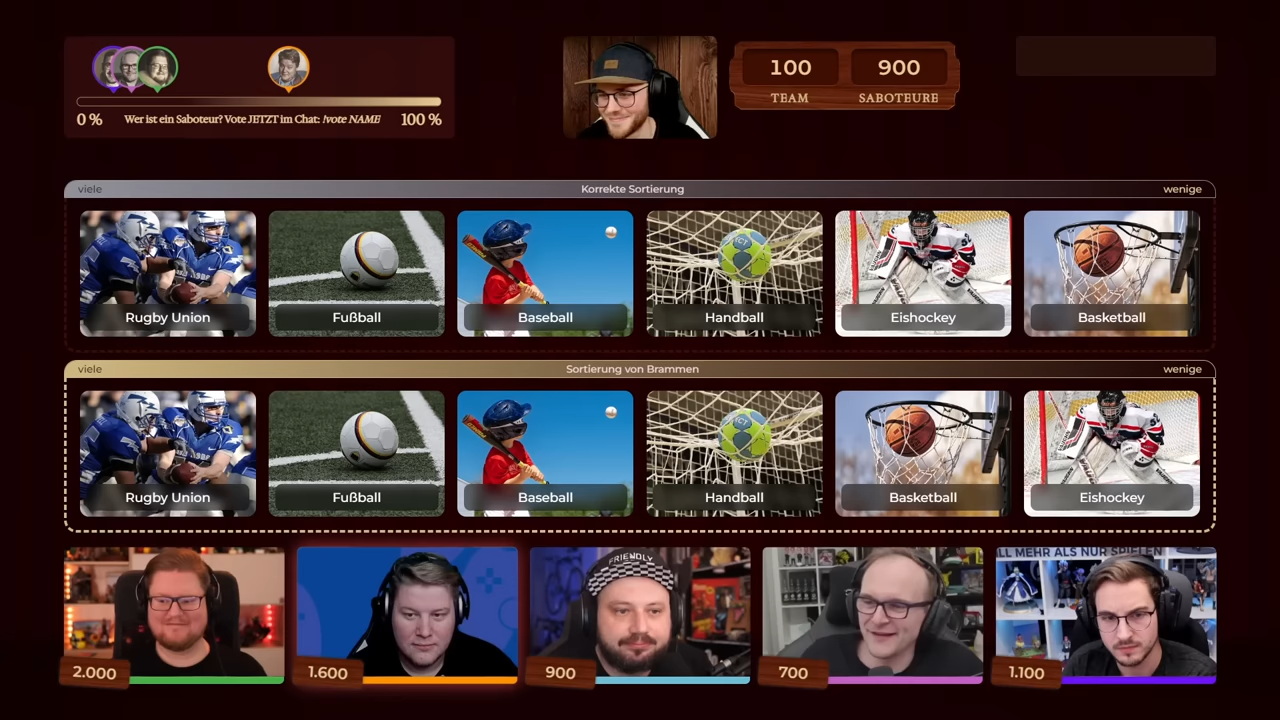 0 %
Wer ist ein Saboteur? Vote JETZT im Chat: !vote NAME
100 %
100
900
TEAM
SABOTEURE
viele
Korrekte Sortierung
wenige
Rugby Union
Fußball
Baseball
Handball
Eishockey
Basketball
viele
Sortierung von Brammen
wenige
Rugby Union
Fußball
Baseball
Handball
Basketball
Eishockey
FRIENDLY
LL MEHR ALS NUR SPIELEN
2.000
1.600
900
700
1.100